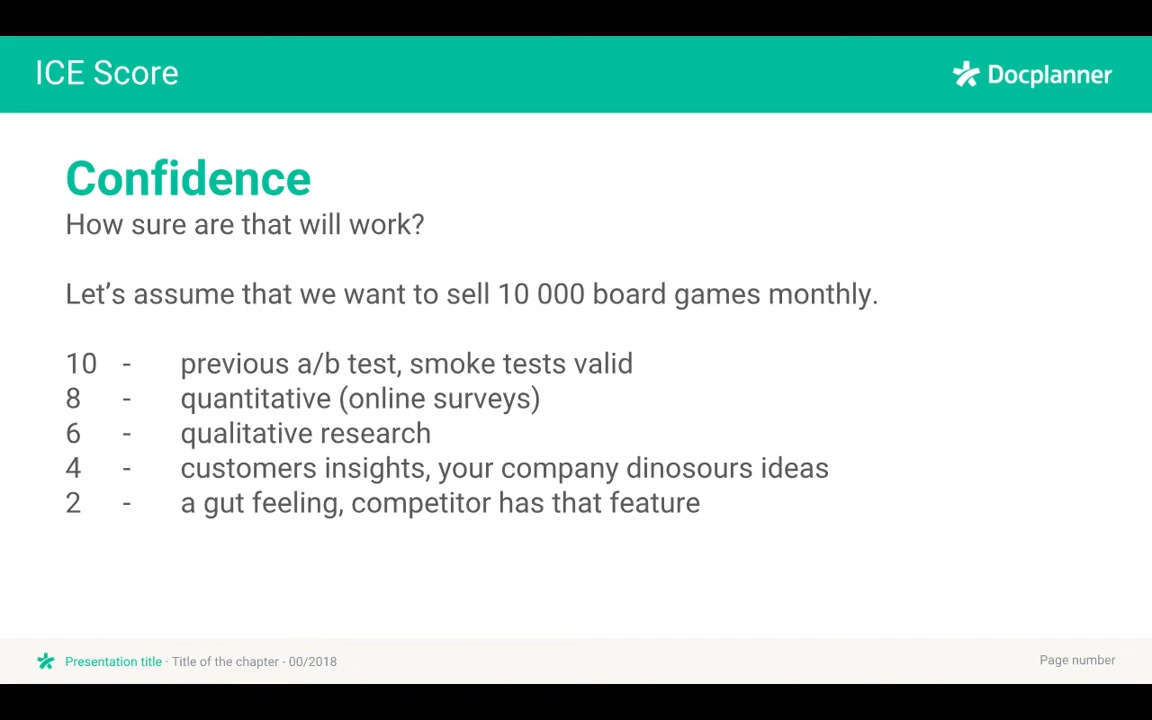 ICE Score
Docplanner
Confidence
How sure are that will work?
Let's assume that we want to sell 10 000 board games monthly.
10 - previous a/b test, smoke tests valid
8 - quantitative (online surveys)
6 - qualitative research
4 - customers insights, your company dinosours ideas
2 - a gut feeling, competitor has that feature
Presentation title · Title of the chapter - 00/2018
Page number